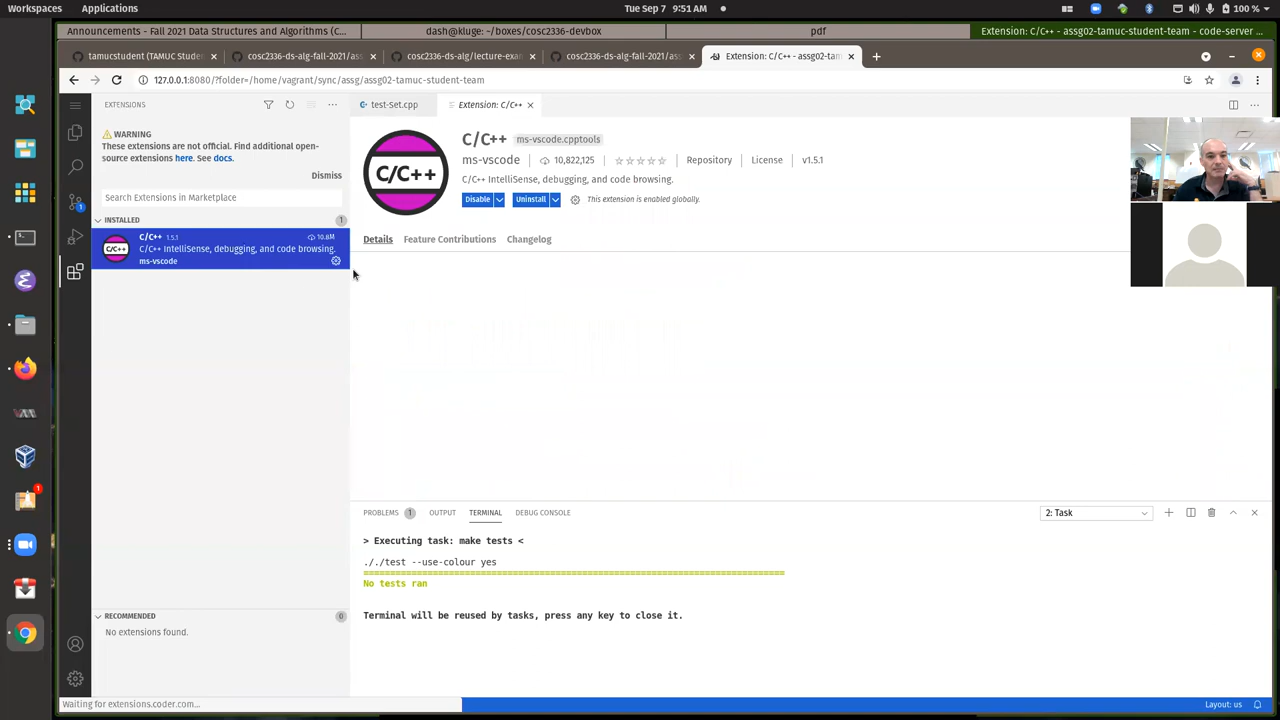 Workspaces Applications Tue Sep 7 9:51 AM 100 %
Announcements - Fall 2021 Data Structures and Algorithms (C... dash@kluge: ~/boxes/cosc2336-devbox pdf Extension: C/C++ - assg02-tamuc-student-team - code-server ...
tamucstudent (TAMUC Stude cosc2336-ds-alg-fall-2021/as cosc2336-ds-alg/lecture-exa cosc2336-ds-alg-fall-2021/as Extension: C/C++ - assg02-ta
127.0.0.1:8080/?folder=/home/vagrant/sync/assg/assg02-tamuc-student-team
EXTENSIONS
test-Set.cpp
Extension: C/C++
WARNING
These extensions are not official. Find additional open-
source extensions here. See docs.
Dismiss
Search Extensions in Marketplace
INSTALLED 1
C/C++
C/C++ 1.5.1 10.8M
C/C++ IntelliSense, debugging, and code browsing.
ms-vscode
C/C++
C/C++ ms-vscode.cpptools
ms-vscode 10,822,125 Repository License v1.5.1
C/C++ IntelliSense, debugging, and code browsing.
Disable Uninstall This extension is enabled globally.
Details Feature Contributions Changelog
PROBLEMS 1 OUTPUT TERMINAL DEBUG CONSOLE 2: Task
> Executing task: make tests <
././test --use-colour yes
===============================================================================
No tests ran
Terminal will be reused by tasks, press any key to close it.
RECOMMENDED 0
No extensions found.
Waiting for extensions.coder.com...
Layout: us